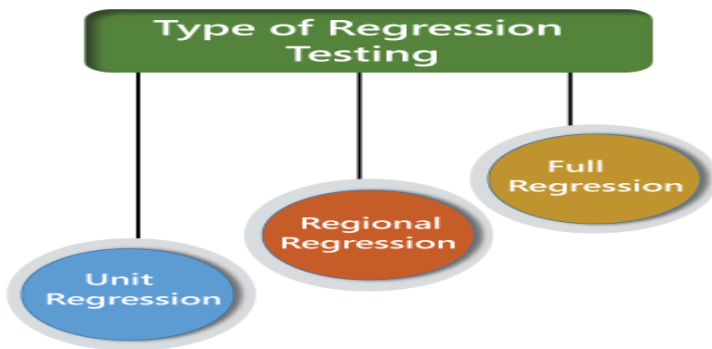 Type of Regression
Testing
Unit
Regression
Regional
Regression
Full
Regression